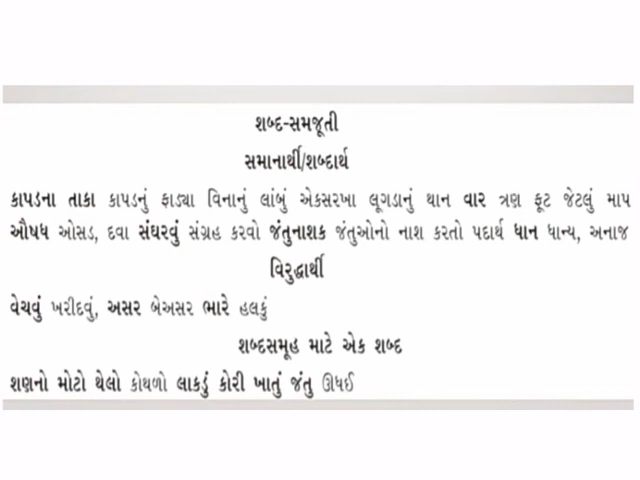 શબ્દ-સમજૂતી
સમાનાર્થી/શબ્દાર્થ
કાપડના તાકા કાપડનું ફાડ્યા વિનાનું લાંબું એકસરખા લૂગડાનું થાન વાર ત્રણ ફૂટ જેટલું માપ
ઔષધ ઓસડ, દવા સંઘરવું સંગ્રહ કરવો જંતુનાશક જંતુઓનો નાશ કરતો પદાર્થ ધાન ધાન્ય, અનાજ
વિરુદ્ધાર્થી
વેચવું ખરીદવું, અસર બેઅસર ભારે હલકું
શબ્દસમૂહ માટે એક શબ્દ
શણનો મોટો થેલો કોથળો લાકડું કોરી ખાતું જંતુ ઊધઈ